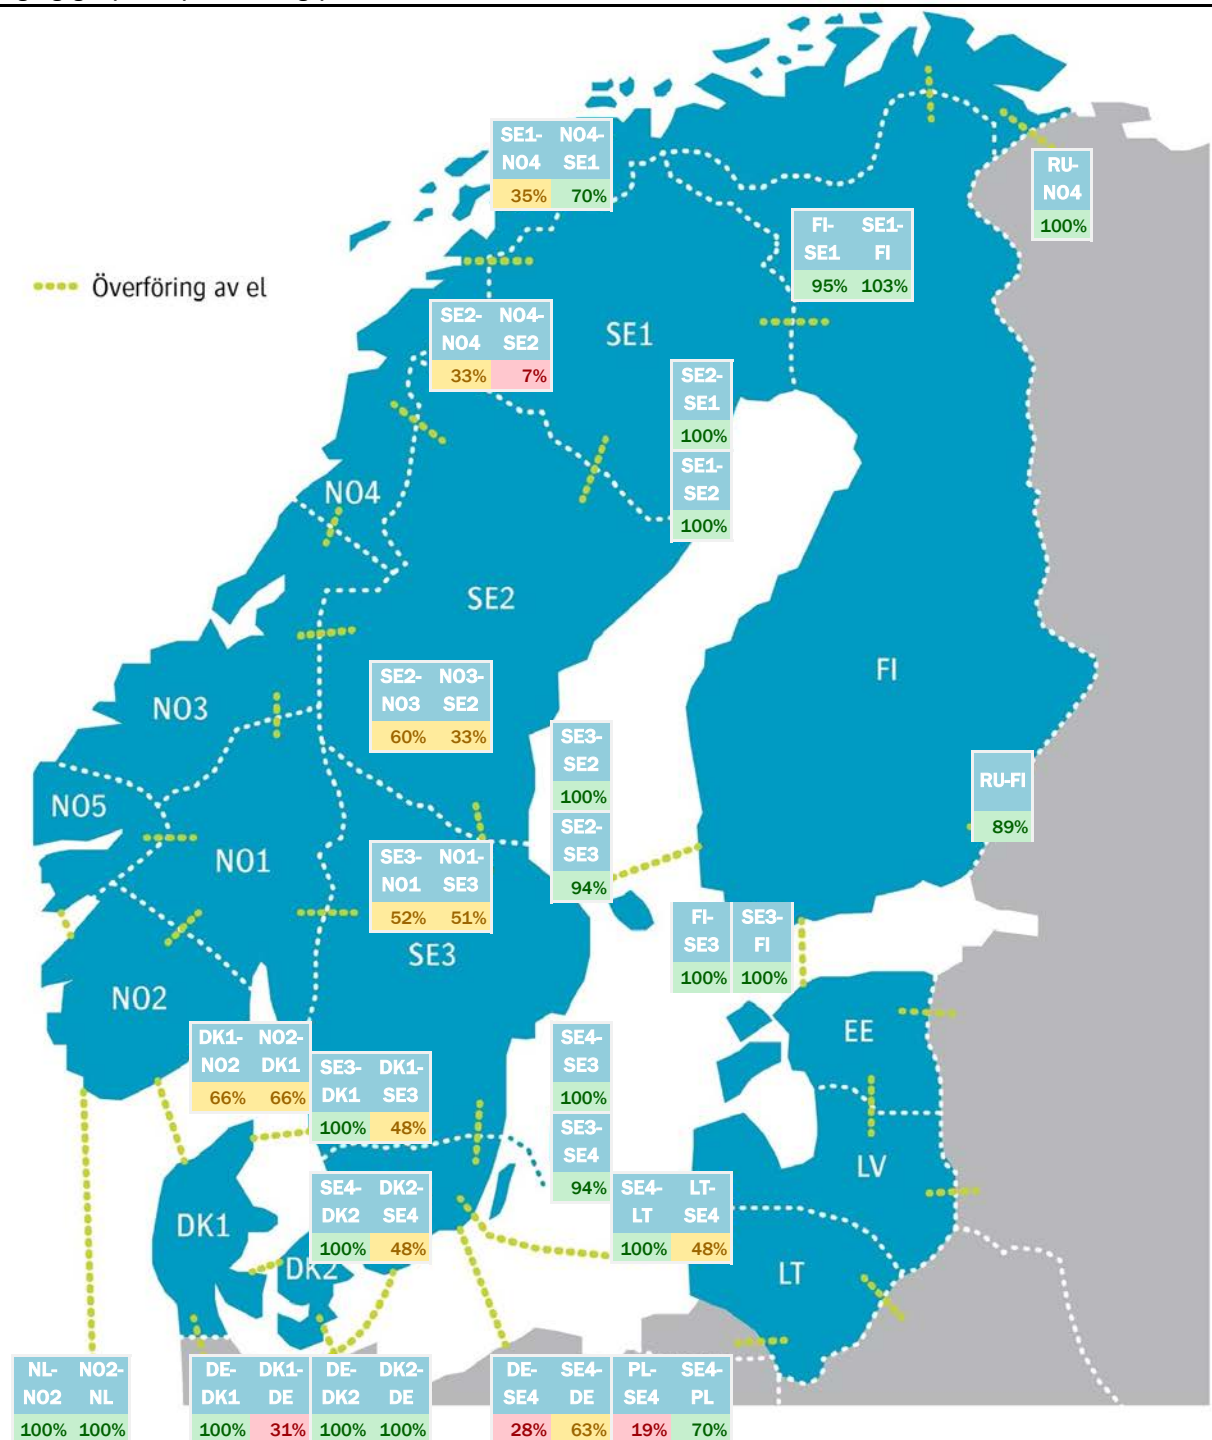 SE1- NO4-
NO4 SE1
35% 70%
RU-
NO4
100%
FI- SE1-
SE1 FI
95% 103%
Överföring av el
SE2- NO4-
NO4 SE2
33% 7%
SE1
SE2-
SE1
100%
SE1-
SE2
100%
NO4
SE2
FI
SE2- NO3-
NO3 SE2
60% 33%
NO3
SE3-
SE2
100%
SE2-
SE3
94%
RU-FI
89%
NO5
NO1
SE3- NO1-
NO1 SE3
52% 51%
SE3
FI- SE3-
SE3 FI
100% 100%
NO2
DK1- NO2-
NO2 DK1
66% 66%
SE3- DK1-
DK1 SE3
100% 48%
SE4-
SE3
100%
SE3-
SE4
94%
EE
LV
SE4- DK2-
DK2 SE4
100% 48%
SE4- LT-
LT SE4
100% 48%
DK1
DK2
LT
NL- NO2-
NO2 NL
100% 100%
DE- DK1- DE- DK2-
DK1 DE DK2 DE
100% 31% 100% 100%
DE- SE4- PL- SE4-
SE4 DE SE4 PL
28% 63% 19% 70%